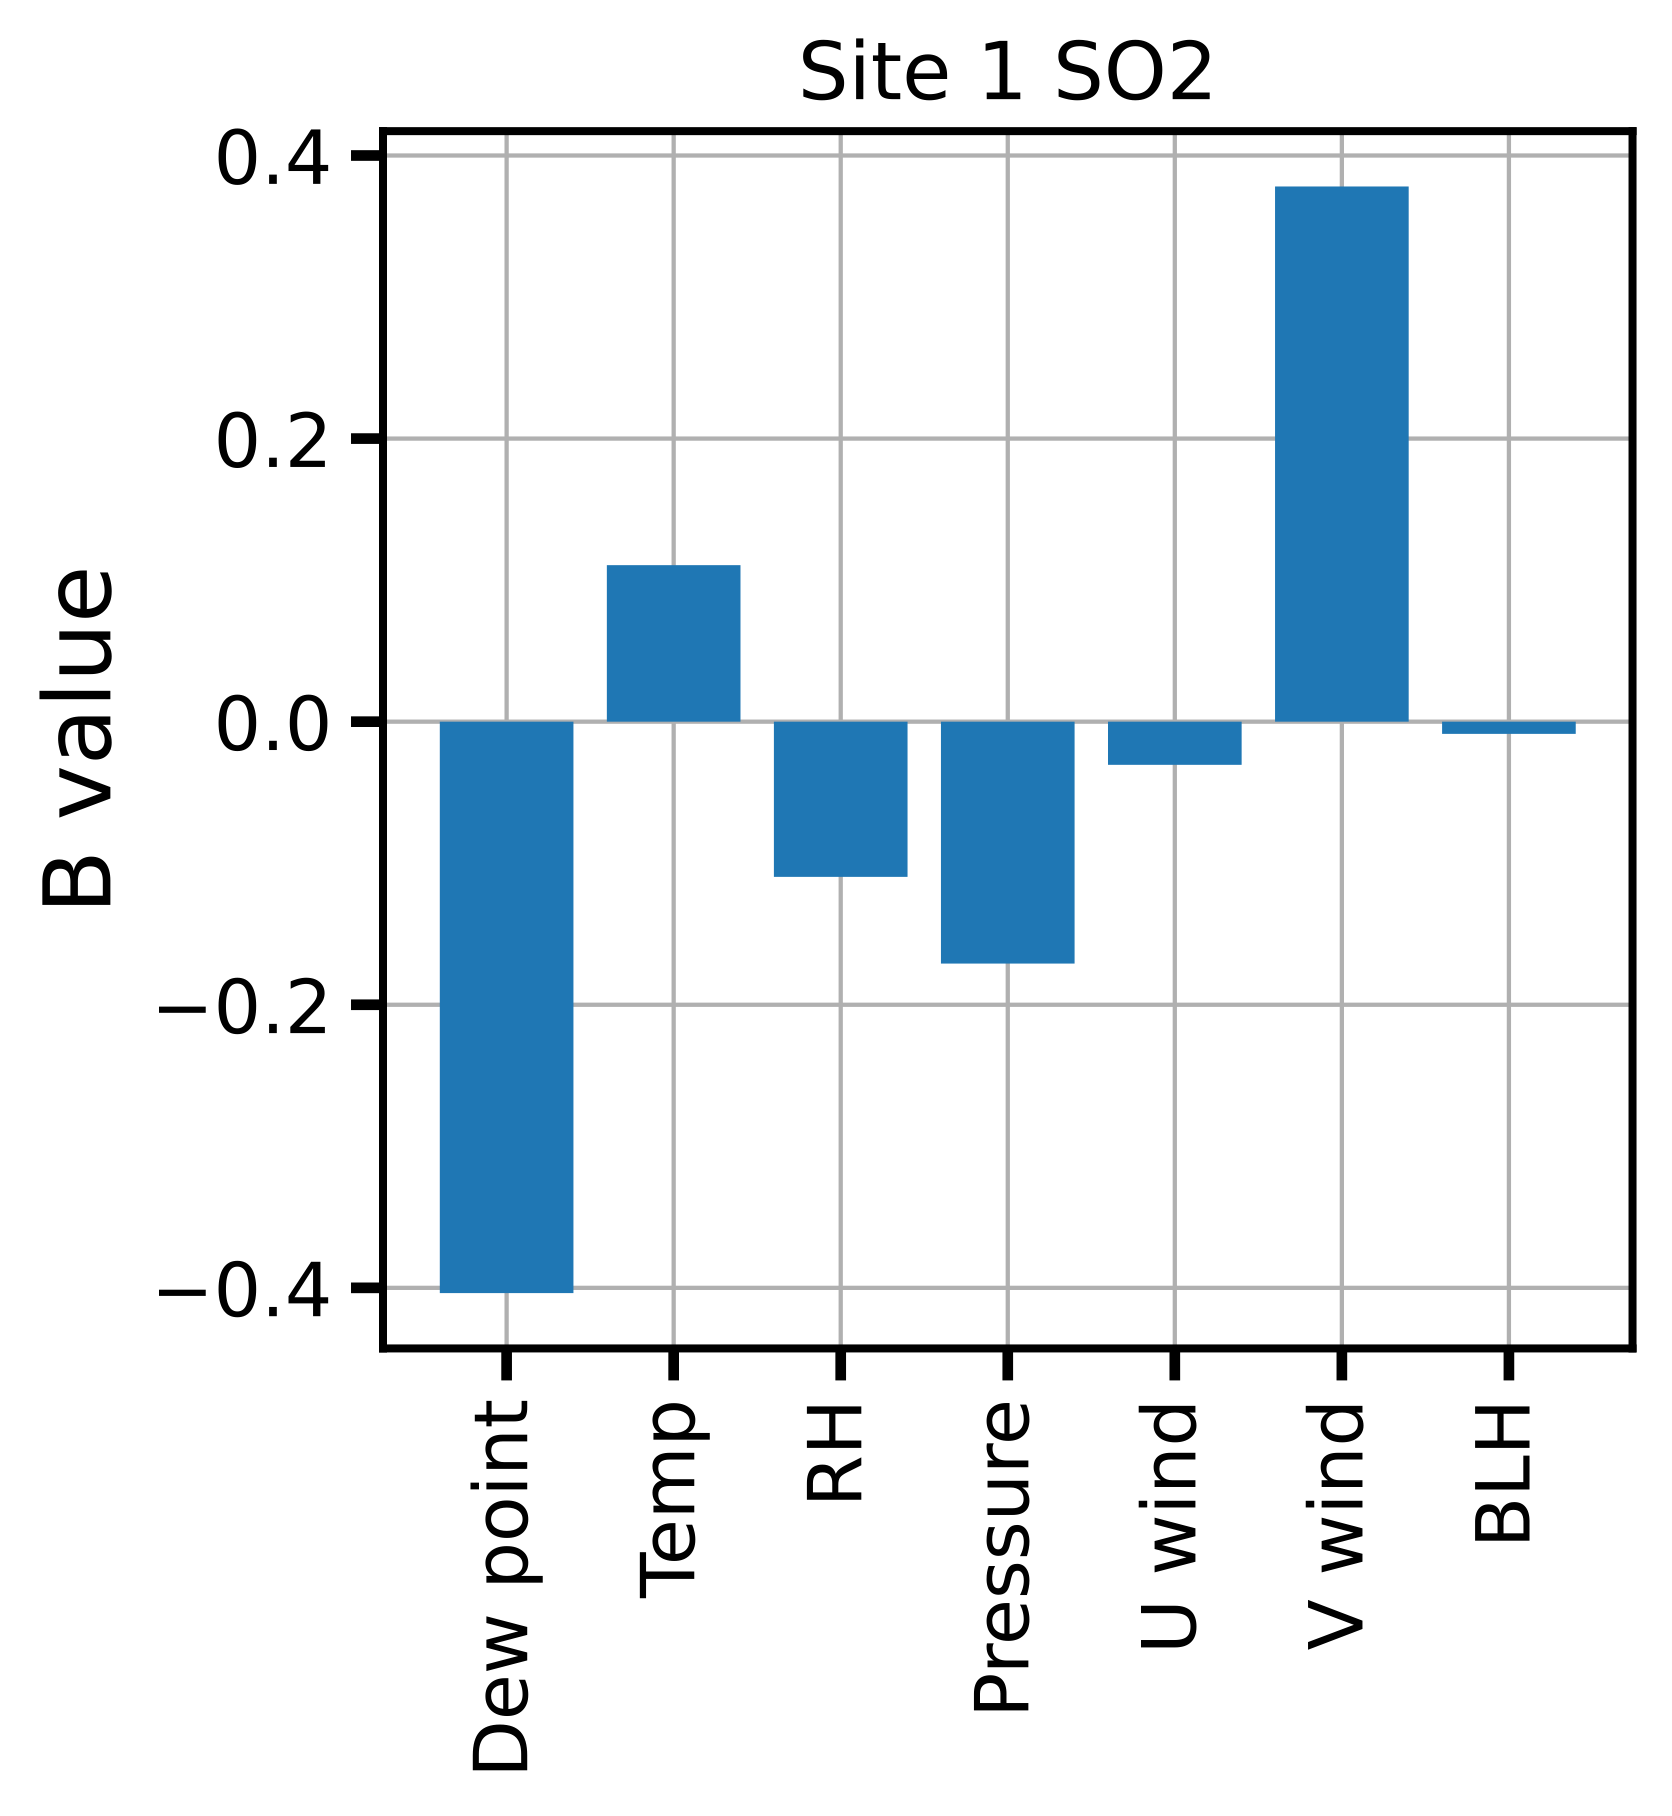 Site 1 SO2
B value
0.4
0.2
0.0
−0.2
−0.4
Dew point
Temp
RH
Pressure
U wind
V wind
BLH